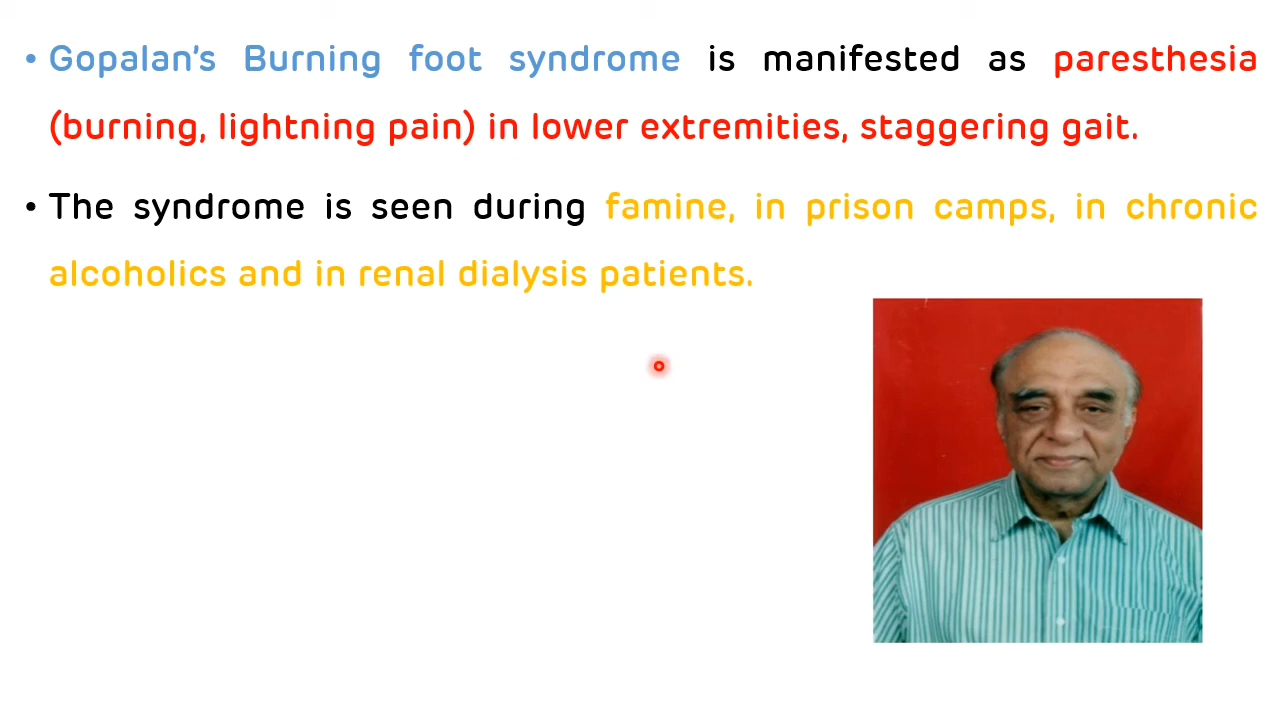 • Gopalan's Burning foot syndrome is manifested as paresthesia
(burning, lightning pain) in lower extremities, staggering gait.
• The syndrome is seen during famine, in prison camps, in chronic
alcoholics and in renal dialysis patients.